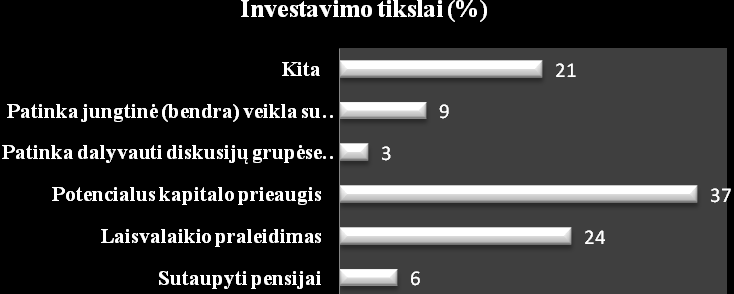 Investavimo tikslai (%)
Kita 21
Patinka jungtinė (bendra) veikla su.. 9
Patinka dalyvauti diskusijų grupėse.. 3
Potencialus kapitalo prieaugis 37
Laisvalaikio praleidimas 24
Sutaupyti pensijai 6